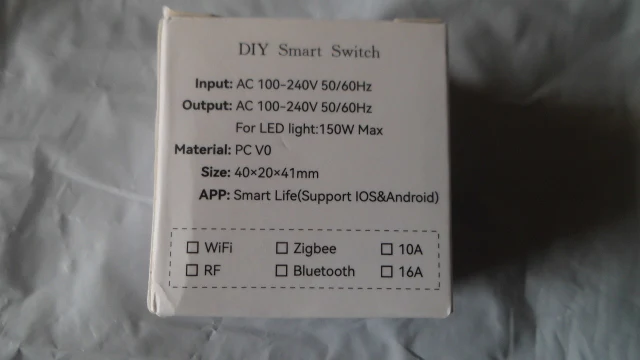 DIY Smart Switch
Input: AC 100-240V 50/60Hz
Output: AC 100-240V 50/60Hz
For LED light:150W Max
Material: PC V0
Size: 40×20×41mm
APP: Smart Life(Support IOS&Android)
☐ WiFi ☐ Zigbee ☐ 10A
☐ RF ☐ Bluetooth ☐ 16A